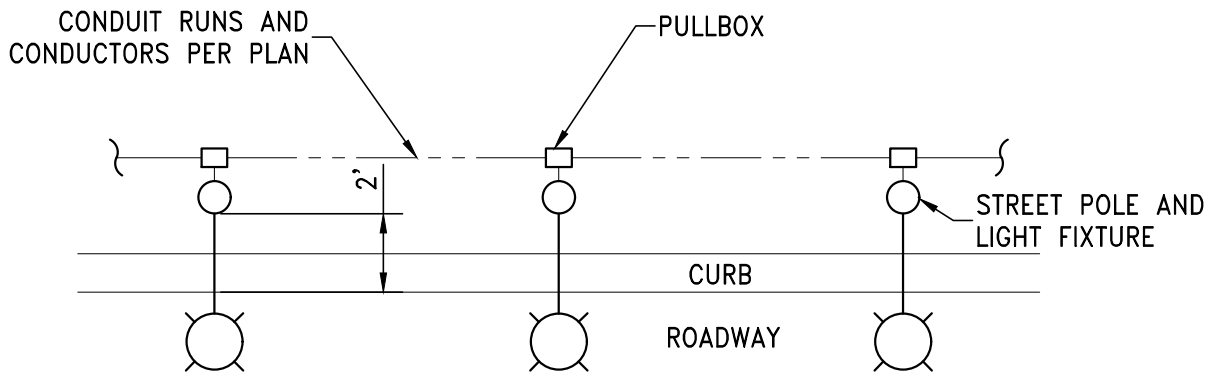 CONDUIT RUNS AND
CONDUCTORS PER PLAN
PULLBOX
2'
STREET POLE AND
LIGHT FIXTURE
CURB
ROADWAY